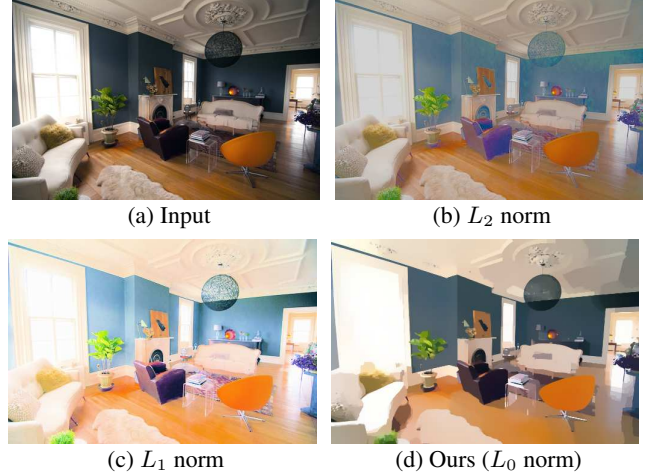 (a) Input
(b) L₂ norm
(c) L₁ norm
(d) Ours (L₀ norm)